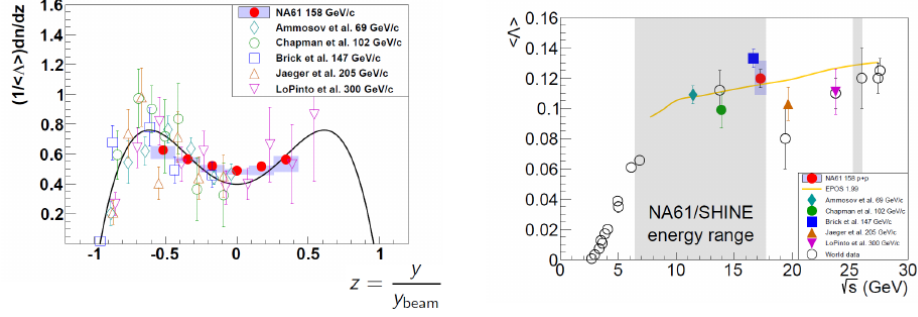 (1/<Λ>)dn/dz
1.6
1.4
1.2
1
0.8
0.6
0.4
0.2
-1
-0.5
0
0.5
1
NA61 158 GeV/c
Ammosov et al. 69 GeV/c
Chapman et al. 102 GeV/c
Brick et al. 147 GeV/c
Jaeger et al. 205 GeV/c
LoPinto et al. 300 GeV/c
z = y / y_beam
<Λ>
0.16
0.14
0.12
0.1
0.08
0.06
0.04
0.02
0
0
5
10
15
20
25
30
√s (GeV)
NA61/SHINE
energy range
NA61 158 p+p
EPOS 1.99
Ammosov et al. 69 GeV/c
Chapman et al. 102 GeV/c
Brick et al. 147 GeV/c
Jaeger et al. 205 GeV/c
LoPinto et al. 300 GeV/c
World data